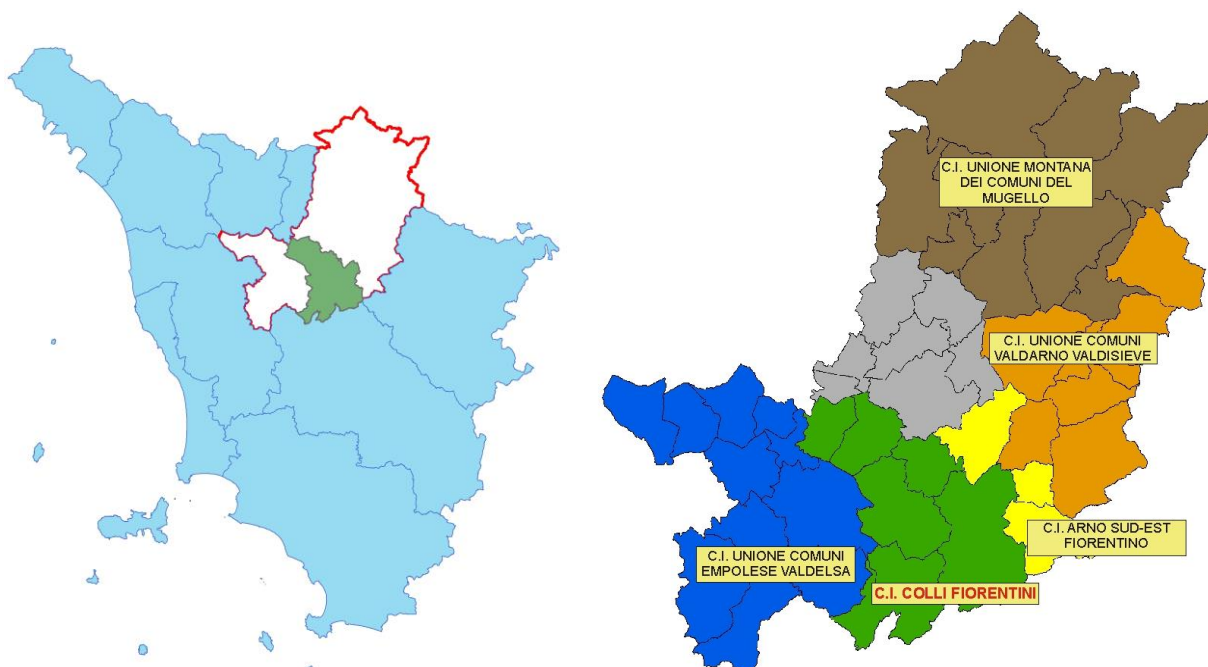 C.I. UNIONE MONTANA
DEI COMUNI DEL
MUGELLO
C.I. UNIONE COMUNI
VALDARNO VALDISIEVE
C.I. ARNO SUD-EST
FIORENTINO
C.I. UNIONE COMUNI
EMPOLESE VALDELSA
C.I. COLLI FIORENTINI